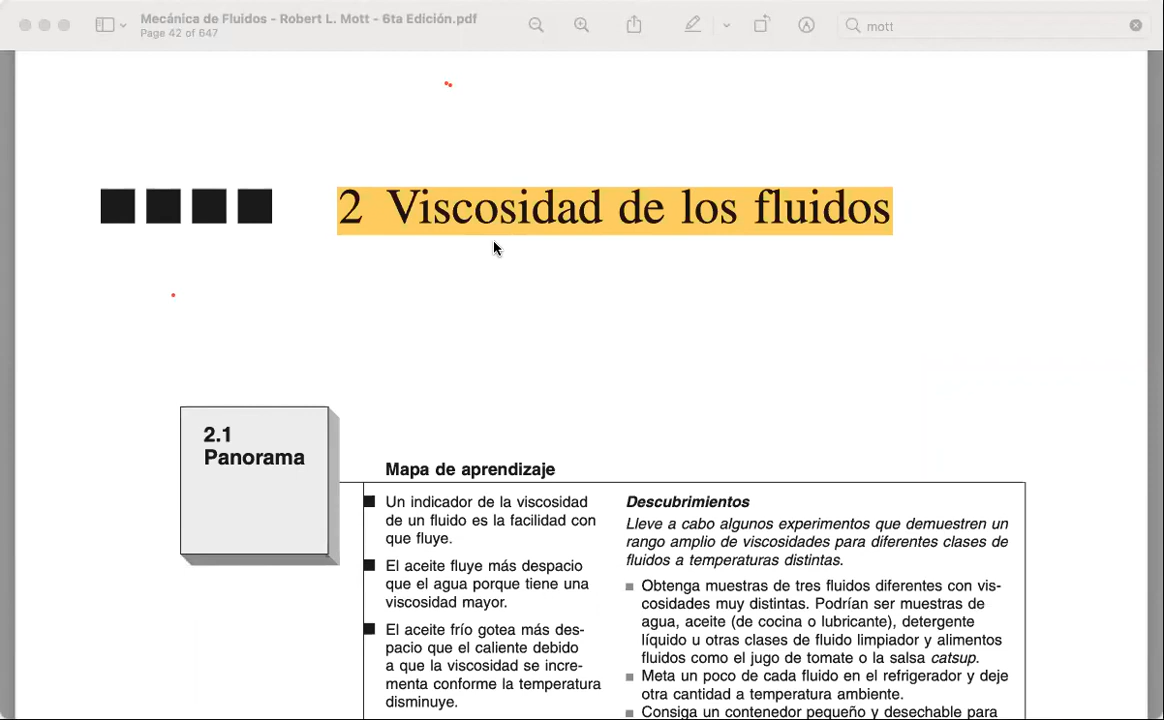 Mecánica de Fluidos - Robert L. Mott - 6ta Edición.pdf
Page 42 of 647
mott
2 Viscosidad de los fluidos
2.1
Panorama
Mapa de aprendizaje
Un indicador de la viscosidad
de un fluido es la facilidad con
que fluye.
El aceite fluye más despacio
que el agua porque tiene una
viscosidad mayor.
El aceite frío gotea más des-
pacio que el caliente debido
a que la viscosidad se incre-
menta conforme la temperatura
disminuye.
Descubrimientos
Lleve a cabo algunos experimentos que demuestren un
rango amplio de viscosidades para diferentes clases de
fluidos a temperaturas distintas.
Obtenga muestras de tres fluidos diferentes con vis-
cosidades muy distintas. Podrían ser muestras de
agua, aceite (de cocina o lubricante), detergente
líquido u otras clases de fluido limpiador y alimentos
fluidos como el jugo de tomate o la salsa catsup.
Meta un poco de cada fluido en el refrigerador y deje
otra cantidad a temperatura ambiente.
Consiga un contenedor pequeño y desechable para